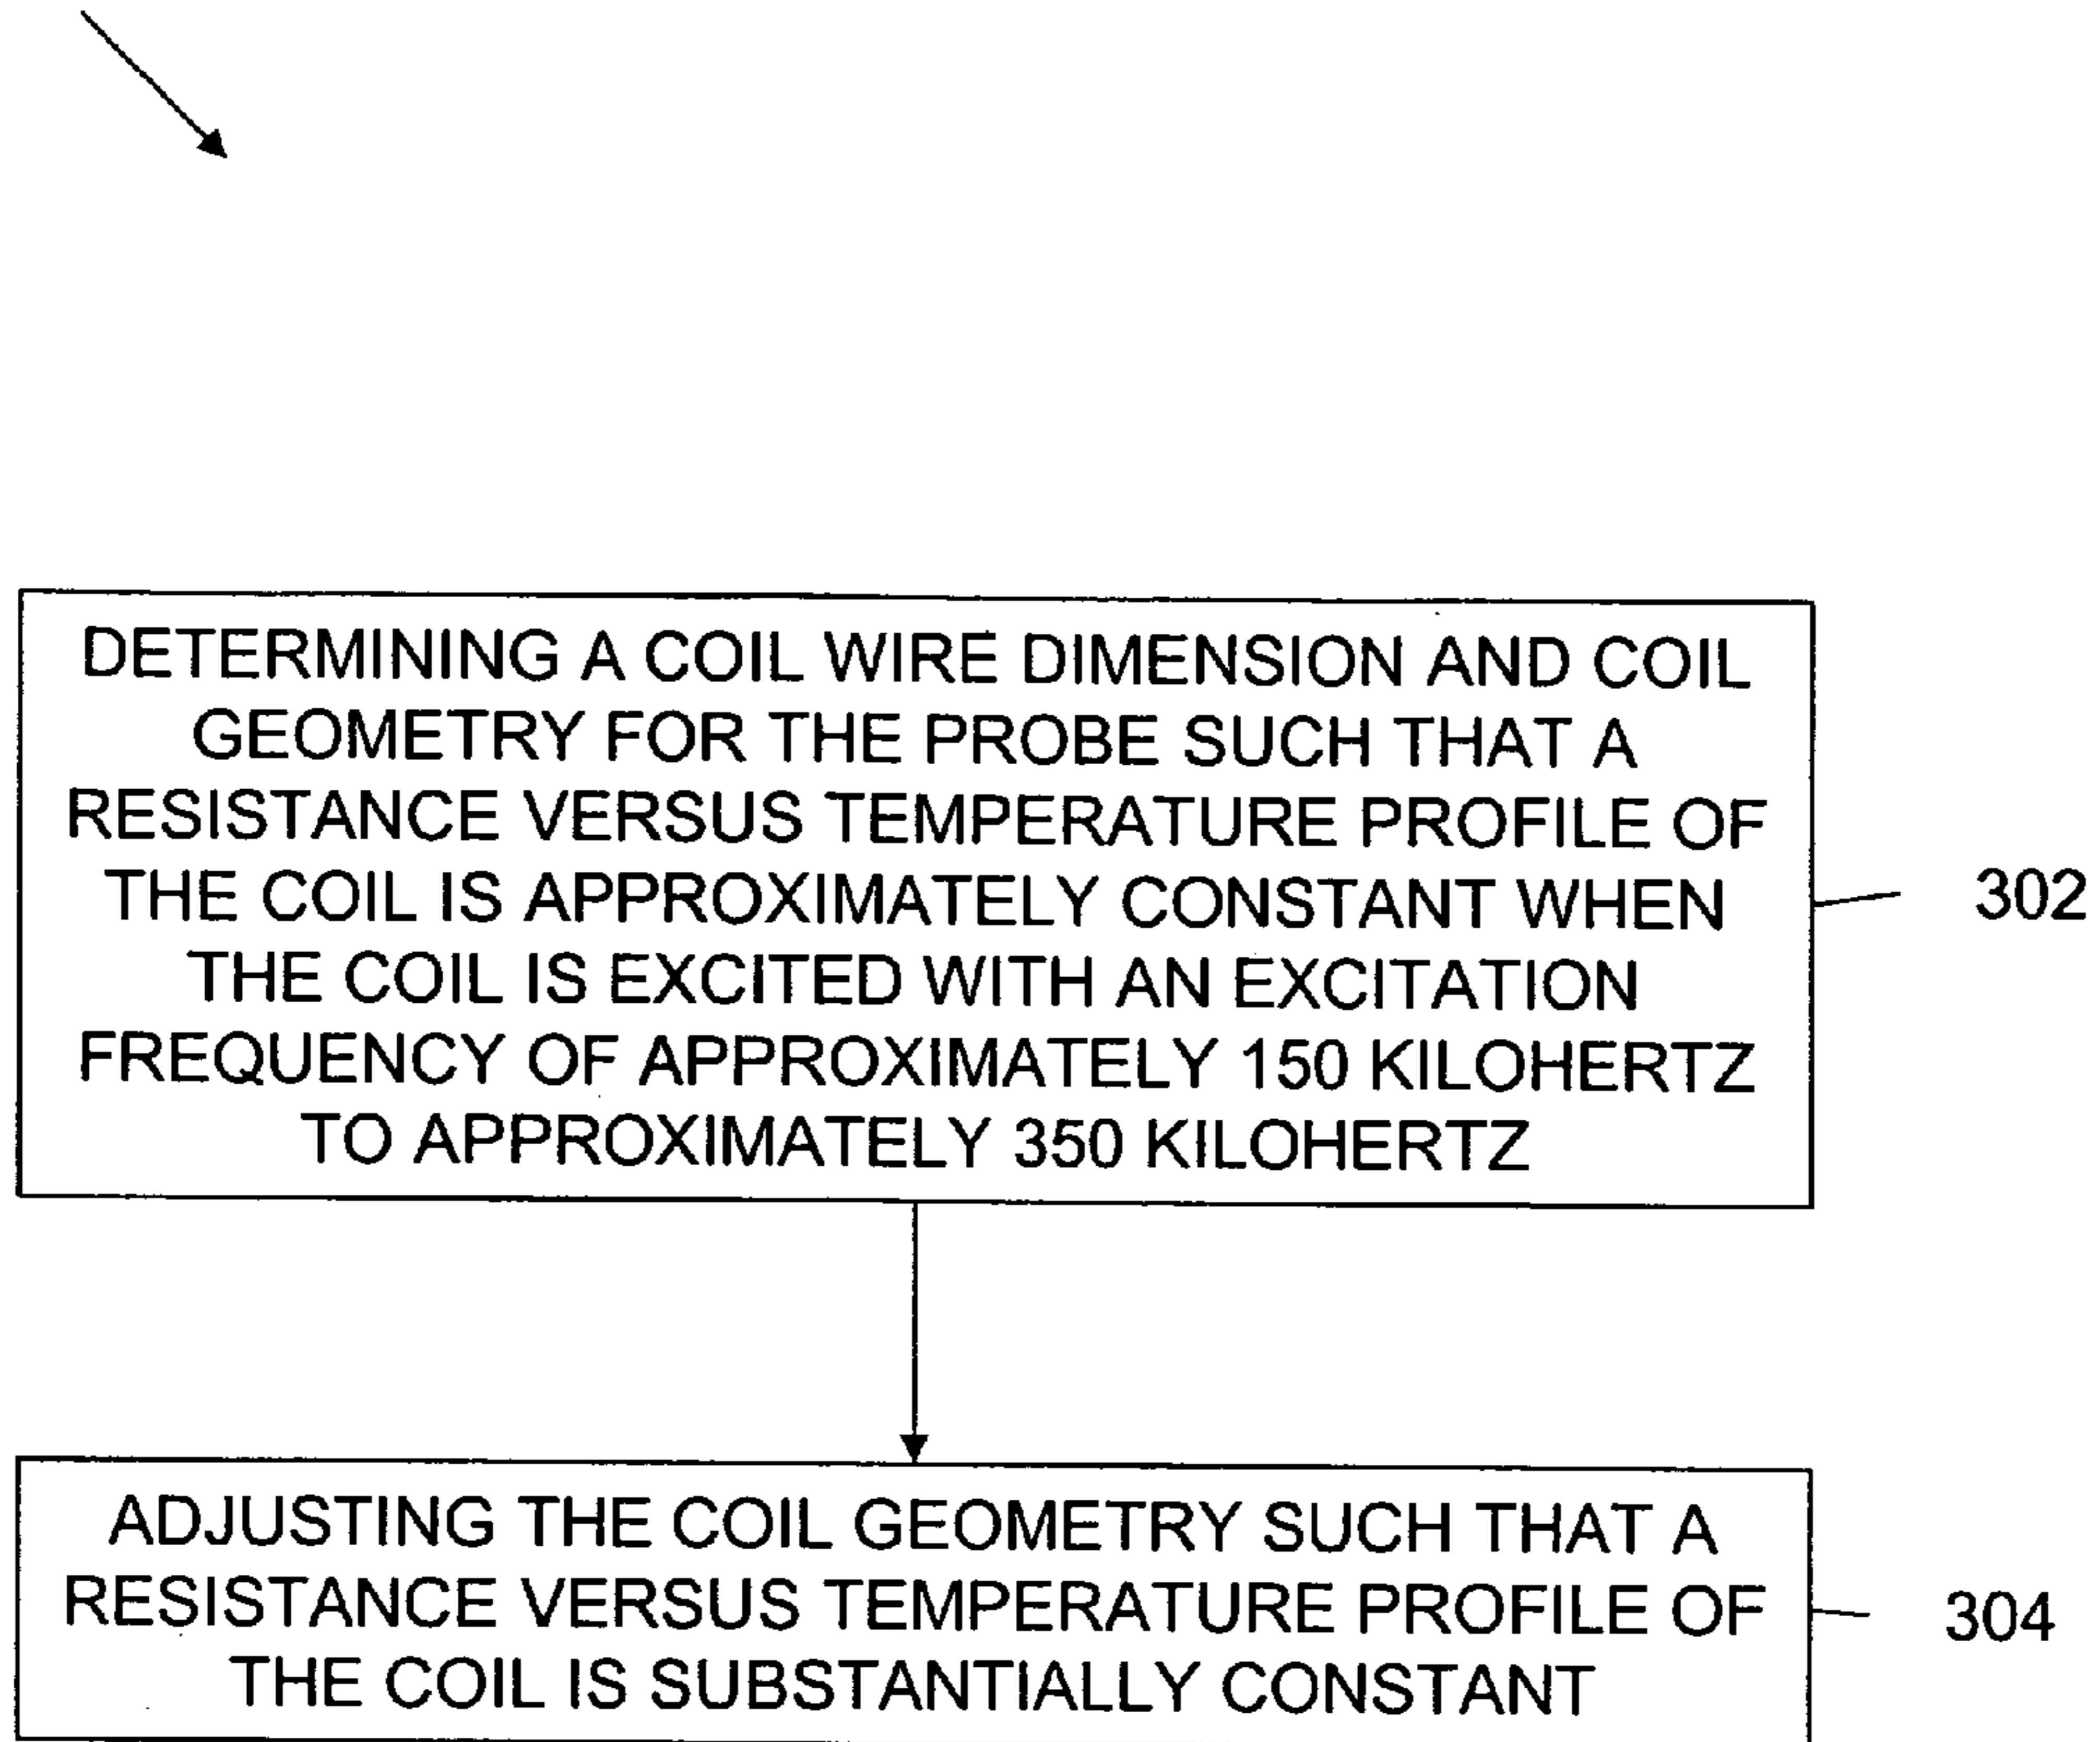 DETERMINING A COIL WIRE DIMENSION AND COIL
GEOMETRY FOR THE PROBE SUCH THAT A
RESISTANCE VERSUS TEMPERATURE PROFILE OF
THE COIL IS APPROXIMATELY CONSTANT WHEN
THE COIL IS EXCITED WITH AN EXCITATION
FREQUENCY OF APPROXIMATELY 150 KILOHERTZ
TO APPROXIMATELY 350 KILOHERTZ
302
ADJUSTING THE COIL GEOMETRY SUCH THAT A
RESISTANCE VERSUS TEMPERATURE PROFILE OF
THE COIL IS SUBSTANTIALLY CONSTANT
304